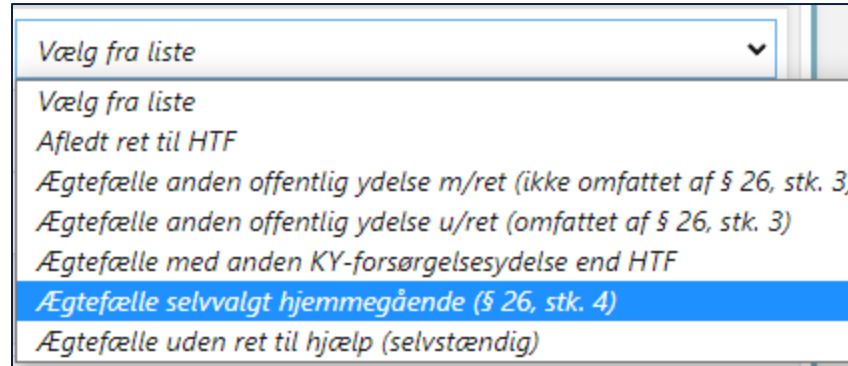 Vælg fra liste
Vælg fra liste
Afledt ret til HTF
Ægtefælle anden offentlig ydelse m/ret (ikke omfattet af § 26, stk. 3)
Ægtefælle anden offentlig ydelse u/ret (omfattet af § 26, stk. 3)
Ægtefælle med anden KY-forsørgelsesydelse end HTF
Ægtefælle selvvalgt hjemmegående (§ 26, stk. 4)
Ægtefælle uden ret til hjælp (selvstændig)